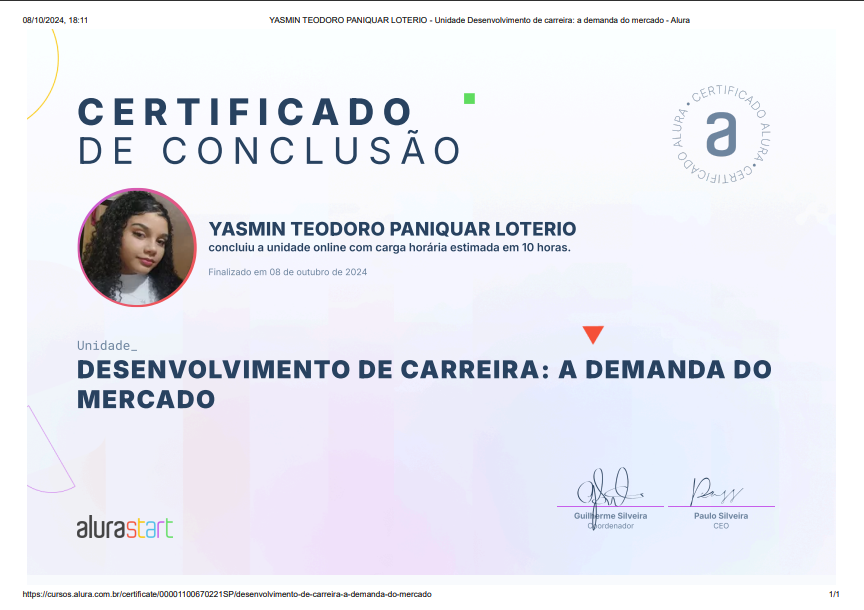 08/10/2024, 18:11
YASMIN TEODORO PANIQUAR LOTERIO - Unidade Desenvolvimento de carreira: a demanda do mercado - Alura
CERTIFICADO
DE CONCLUSÃO
• CERTIFICADO ALURA • CERTIFICADO ALURA
a
YASMIN TEODORO PANIQUAR LOTERIO
concluiu a unidade online com carga horária estimada em 10 horas.
Finalizado em 08 de outubro de 2024
Unidade_
DESENVOLVIMENTO DE CARREIRA: A DEMANDA DO
MERCADO
alurastart
Guilherme Silveira
Coordenador
Paulo Silveira
CEO
https://cursos.alura.com.br/certificate/00001100670221SP/desenvolvimento-de-carreira-a-demanda-do-mercado
1/1